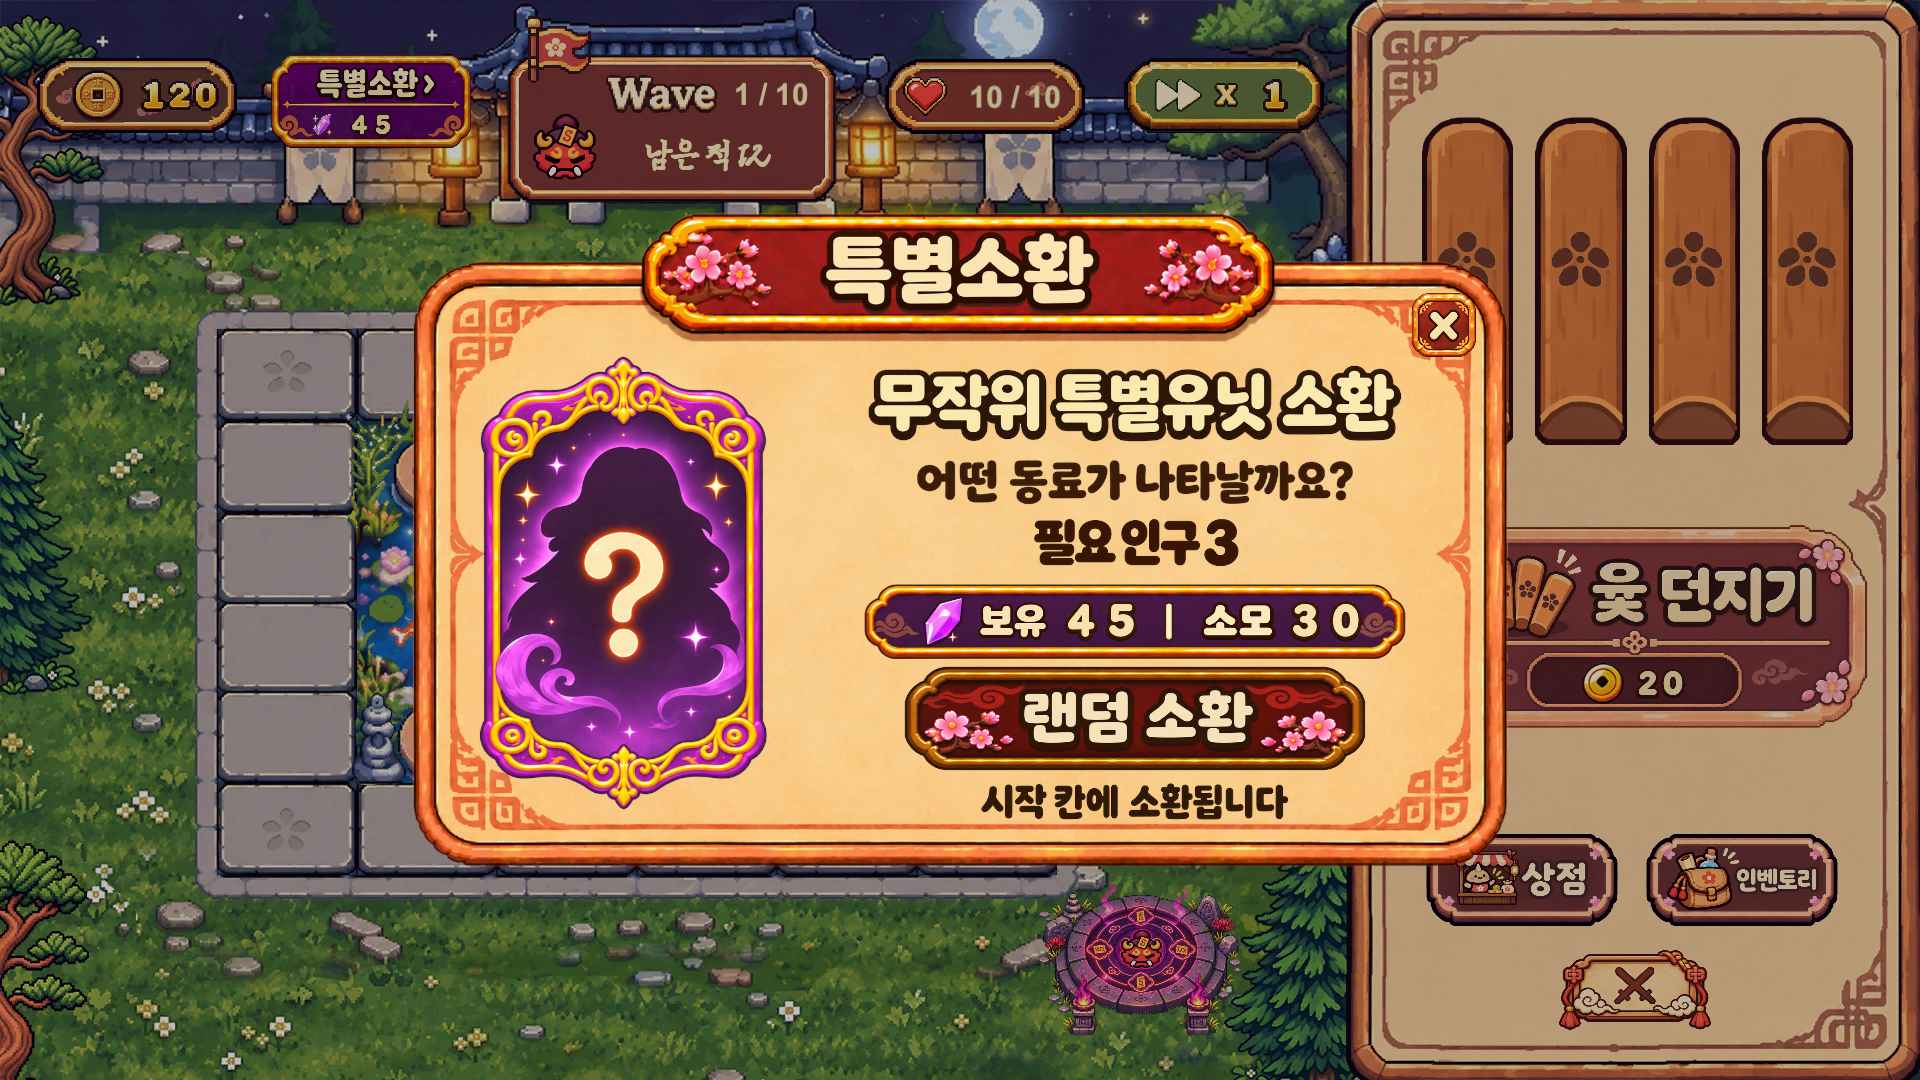 120
특별소환 ›
45
Wave 1 / 10
남은적 12
10 / 10
x 1
특별소환
무작위 특별유닛 소환
어떤 동료가 나타날까요?
필요 인구 3
?
보유 45 | 소모 30
랜덤 소환
시작 칸에 소환됩니다
윷 던지기
20
상점
인벤토리